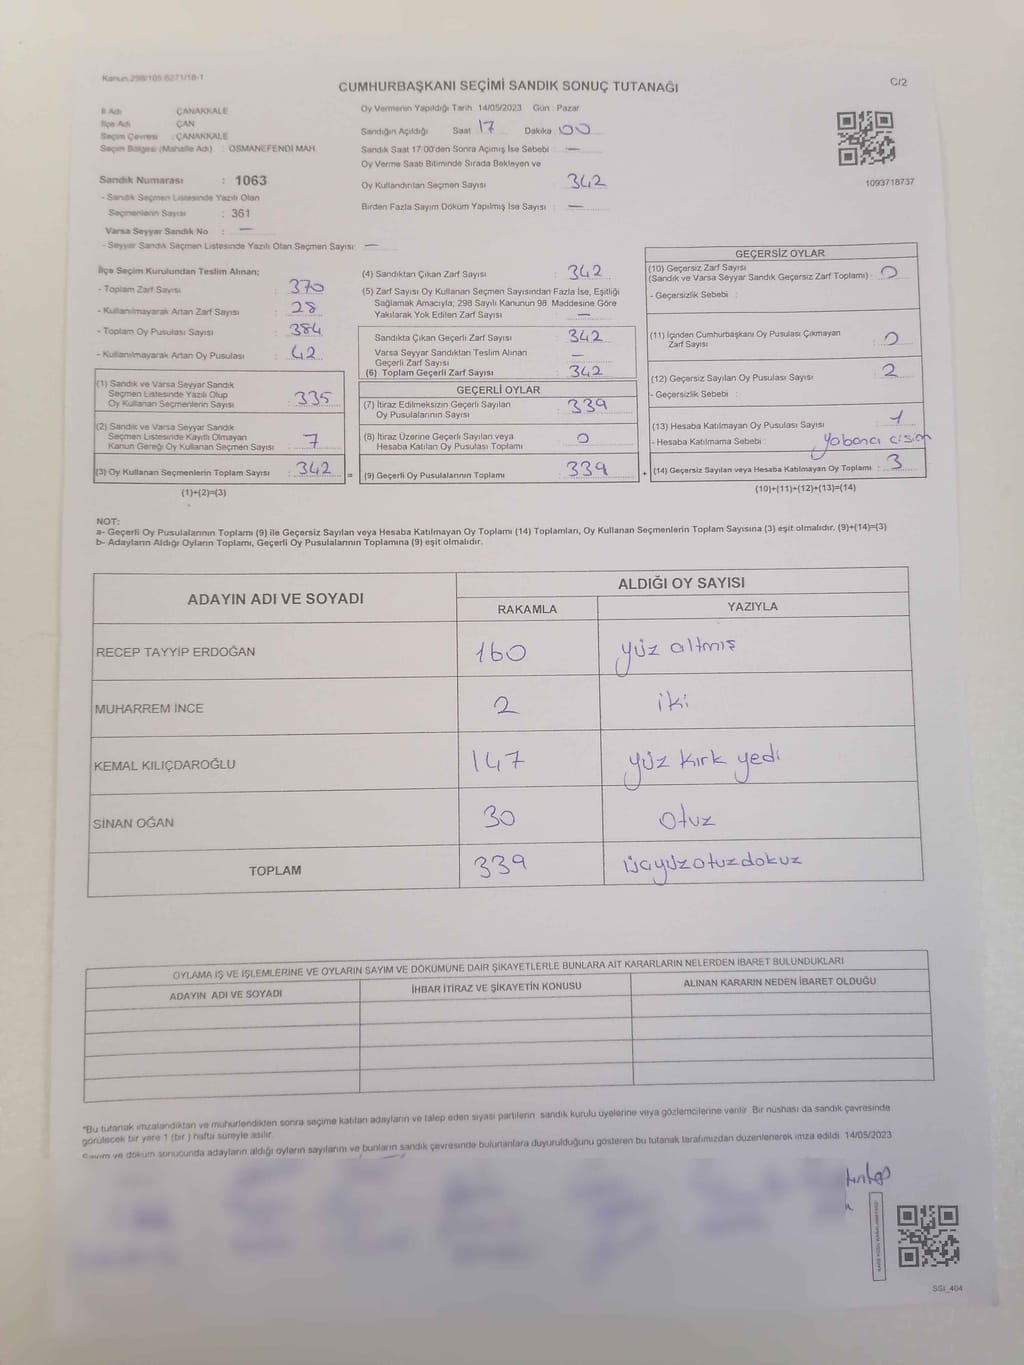 Kanun:298/105:6271/18-1
CUMHURBAŞKANI SEÇİMİ SANDIK SONUÇ TUTANAĞI
C/2
İl Adı : ÇANAKKALE
İlçe Adı : ÇAN
Seçim Çevresi : ÇANAKKALE
Seçim Bölgesi (Mahalle Adı) : OSMANEFENDİ MAH.
Sandık Numarası : 1063
- Sandık Seçmen Listesinde Yazılı Olan
Seçmenlerin Sayısı : 361
Varsa Seyyar Sandık No : —
- Seyyar Sandık Seçmen Listesinde Yazılı Olan Seçmen Sayısı: —
Oy Vermenin Yapıldığı Tarih: 14/05/2023 Gün : Pazar
Sandığın Açıldığı Saat 17 Dakika 00
Sandık Saat 17:00'den Sonra Açılmış İse Sebebi : —
Oy Verme Saati Bitiminde Sırada Bekleyen ve
Oy Kullandırılan Seçmen Sayısı : 342
Birden Fazla Sayım Döküm Yapılmış İse Sayısı : —
1093718737
İlçe Seçim Kurulundan Teslim Alınan;
- Toplam Zarf Sayısı : 370
- Kullanılmayarak Artan Zarf Sayısı : 28
- Toplam Oy Pusulası Sayısı : 384
- Kullanılmayarak Artan Oy Pusulası : 42
(1) Sandık ve Varsa Seyyar Sandık
Seçmen Listesinde Yazılı Olup
Oy Kullanan Seçmenlerin Sayısı : 335
(2) Sandık ve Varsa Seyyar Sandık
Seçmen Listesinde Kayıtlı Olmayan
Kanun Gereği Oy Kullanan Seçmen Sayısı : 7
(3) Oy Kullanan Seçmenlerin Toplam Sayısı : 342 =
(1)+(2)=(3)
(4) Sandıktan Çıkan Zarf Sayısı : 342
(5) Zarf Sayısı Oy Kullanan Seçmen Sayısından Fazla İse, Eşitliği
Sağlamak Amacıyla; 298 Sayılı Kanunun 98. Maddesine Göre
Yakılarak Yok Edilen Zarf Sayısı : —
Sandıkta Çıkan Geçerli Zarf Sayısı : 342
Varsa Seyyar Sandıktan Teslim Alınan
Geçerli Zarf Sayısı : —
(6) Toplam Geçerli Zarf Sayısı : 342
GEÇERLİ OYLAR
(7) İtiraz Edilmeksizin Geçerli Sayılan
Oy Pusulalarının Sayısı : 339
(8) İtiraz Üzerine Geçerli Sayılan veya
Hesaba Katılan Oy Pusulası Toplamı : 0
(9) Geçerli Oy Pusulalarının Toplamı : 339 +
GEÇERSİZ OYLAR
(10) Geçersiz Zarf Sayısı
(Sandık ve Varsa Seyyar Sandık Geçersiz Zarf Toplamı) : 0
- Geçersizlik Sebebi :
(11) İçinden Cumhurbaşkanı Oy Pusulası Çıkmayan
Zarf Sayısı : 0
(12) Geçersiz Sayılan Oy Pusulası Sayısı : 2
- Geçersizlik Sebebi :
(13) Hesaba Katılmayan Oy Pusulası Sayısı : 1
- Hesaba Katılmama Sebebi : yabancı cisim
(14) Geçersiz Sayılan veya Hesaba Katılmayan Oy Toplamı : 3
(10)+(11)+(12)+(13)=(14)
NOT:
a- Geçerli Oy Pusulalarının Toplamı (9) ile Geçersiz Sayılan veya Hesaba Katılmayan Oy Toplamı (14) Toplamları, Oy Kullanan Seçmenlerin Toplam Sayısına (3) eşit olmalıdır. (9)+(14)=(3)
b- Adayların Aldığı Oyların Toplamı, Geçerli Oy Pusulalarının Toplamına (9) eşit olmalıdır.
ADAYIN ADI VE SOYADI
ALDIĞI OY SAYISI
RAKAMLA YAZIYLA
RECEP TAYYİP ERDOĞAN 160 yüz altmış
MUHARREM İNCE 2 iki
KEMAL KILIÇDAROĞLU 147 yüz kırk yedi
SİNAN OĞAN 30 otuz
TOPLAM 339 üçyüzotuzdokuz
OYLAMA İŞ VE İŞLEMLERİNE VE OYLARIN SAYIM VE DÖKÜMÜNE DAİR ŞİKAYETLERLE BUNLARA AİT KARARLARIN NELERDEN İBARET BULUNDUKLARI
ADAYIN ADI VE SOYADI İHBAR İTİRAZ VE ŞİKAYETİN KONUSU ALINAN KARARIN NEDEN İBARET OLDUĞU
*Bu tutanak imzalandıktan ve mühürlendikten sonra seçime katılan adayların ve talep eden siyasi partilerin sandık kurulu üyelerine veya gözlemcilerine verilir. Bir nüshası da sandık çevresinde
görülecek bir yere 1 (bir ) hafta süreyle asılır.
Sayım ve döküm sonucunda adayların aldığı oyların sayılarını ve bunların sandık çevresinde bulunanlara duyurulduğunu gösteren bu tutanak tarafımızdan düzenlenerek imza edildi. 14/05/2023
SSI_404